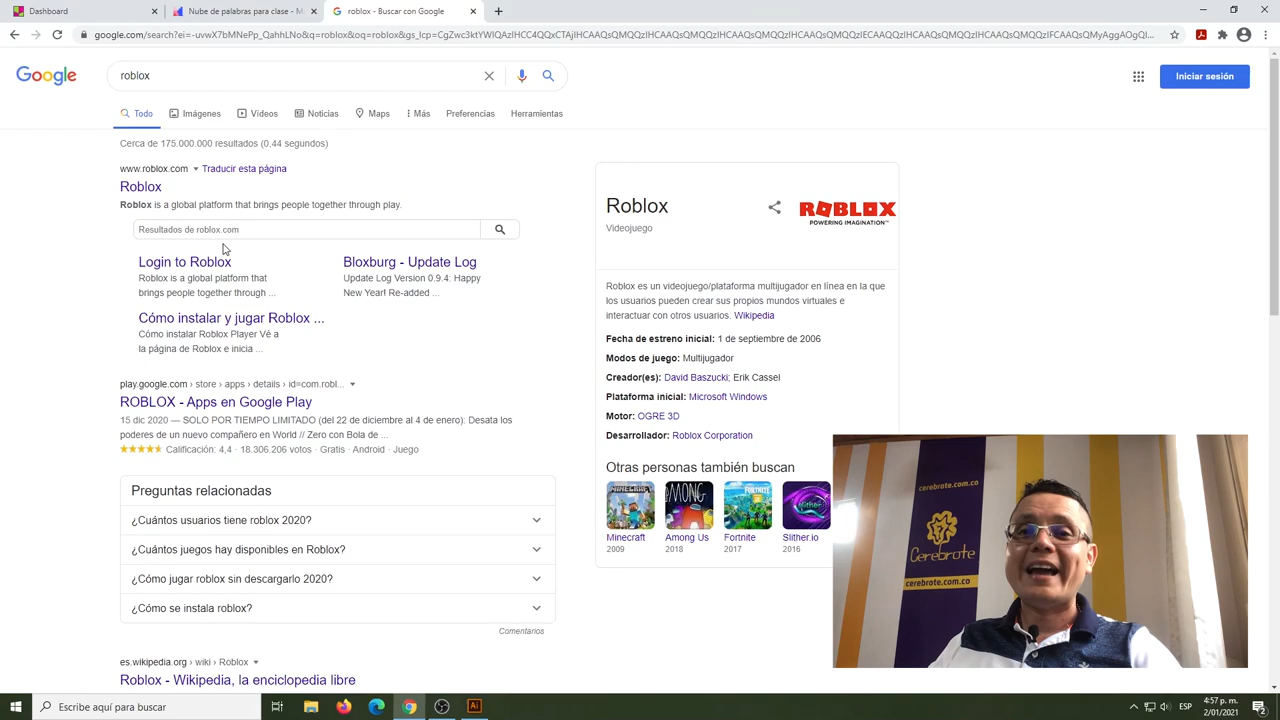 Dashboard
Nube de palabras para clase - M
roblox - Buscar con Google
google.com/search?ei=-uvwX7bMNePp_QahhLNo&q=roblox&oq=roblox&gs_lcp=
Google
roblox
Iniciar sesión
Todo
Imágenes
Vídeos
Noticias
Maps
Más
Preferencias
Herramientas
Cerca de 175.000.000 resultados (0,44 segundos)
www.roblox.com
Traducir esta página
Roblox
Roblox is a global platform that brings people together through play.
Resultados de roblox.com
Login to Roblox
Roblox is a global platform that
brings people together through ...
Bloxburg - Update Log
Update Log Version 0.9.4: Happy
New Year! Re-added ...
Cómo instalar y jugar Roblox ...
Cómo instalar Roblox Player Vé a
la página de Roblox e inicia ...
play.google.com › store › apps › details › id=com.robl...
ROBLOX - Apps en Google Play
15 dic 2020 — SOLO POR TIEMPO LIMITADO (del 22 de diciembre al 4 de enero): Desata los
poderes de un nuevo compañero en World // Zero con Bola de ...
Calificación: 4,4 · 18.306.206 votos · Gratis · Android · Juego
Preguntas relacionadas
¿Cuántos usuarios tiene roblox 2020?
¿Cuántos juegos hay disponibles en Roblox?
¿Cómo jugar roblox sin descargarlo 2020?
¿Cómo se instala roblox?
Comentarios
es.wikipedia.org › wiki › Roblox
Roblox - Wikipedia, la enciclopedia libre
Roblox
Videojuego
ROBLOX
POWERING IMAGINATION™
Roblox es un videojuego/plataforma multijugador en línea en la que
los usuarios pueden crear sus propios mundos virtuales e
interactuar con otros usuarios. Wikipedia
Fecha de estreno inicial: 1 de septiembre de 2006
Modos de juego: Multijugador
Creador(es): David Baszucki; Erik Cassel
Plataforma inicial: Microsoft Windows
Motor: OGRE 3D
Desarrollador: Roblox Corporation
Otras personas también buscan
MINECRAFT
AMONG
FORTNITE
Slither
Minecraft
2009
Among Us
2018
Fortnite
2017
Slither.io
2016
cerebrote.com.co
Cerebrote
cerebrote.com.co
Escribe aquí para buscar
Ai
ESP
4:57 p. m.
2/01/2021
2